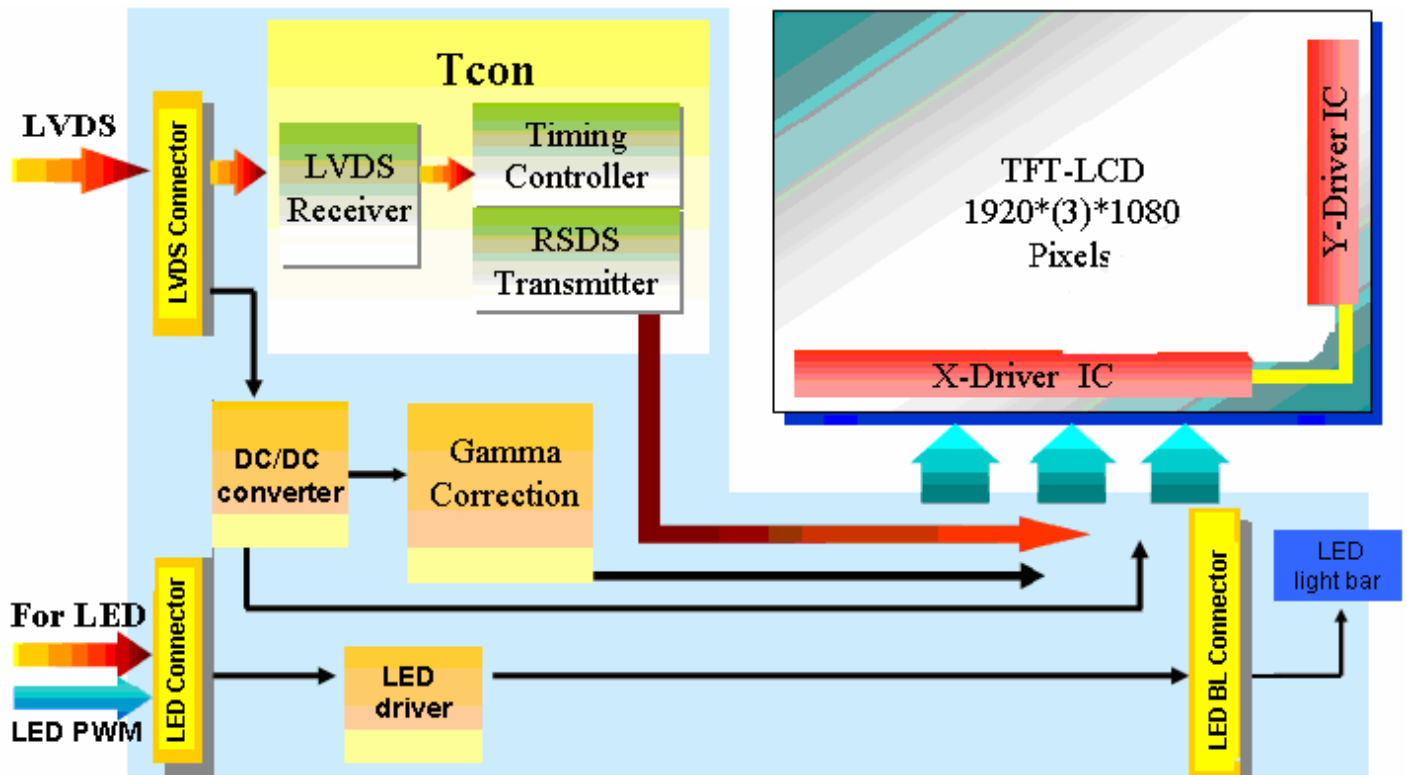 Tcon
LVDS
LVDS Connector
LVDS
Receiver
Timing
Controller
RSDS
Transmitter
TFT-LCD
1920*(3)*1080
Pixels
Y-Driver IC
X-Driver IC
DC/DC
converter
Gamma
Correction
For LED
LED PWM
LED Connector
LED
driver
LED BL Connector
LED
light bar